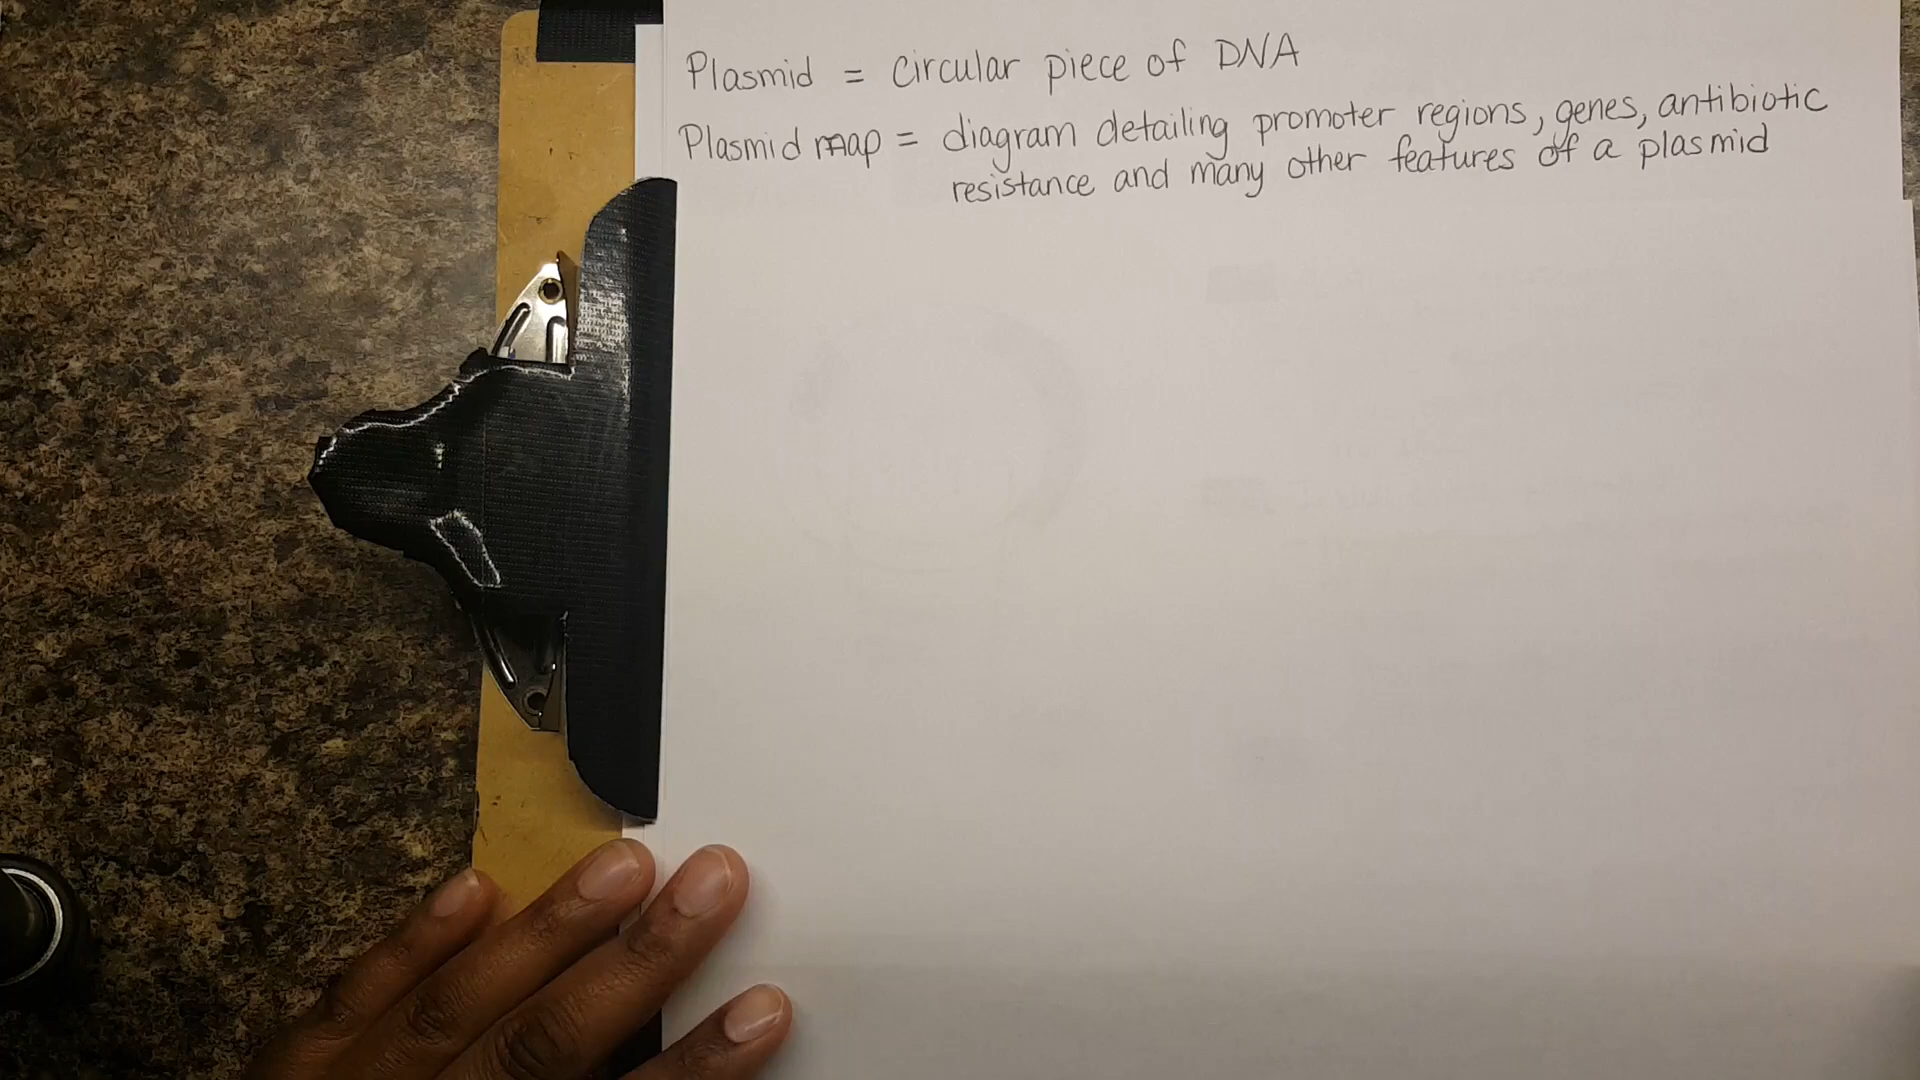 Plasmid = circular piece of DNA
Plasmid map = diagram detailing promoter regions, genes, antibiotic
resistance and many other features of a plasmid